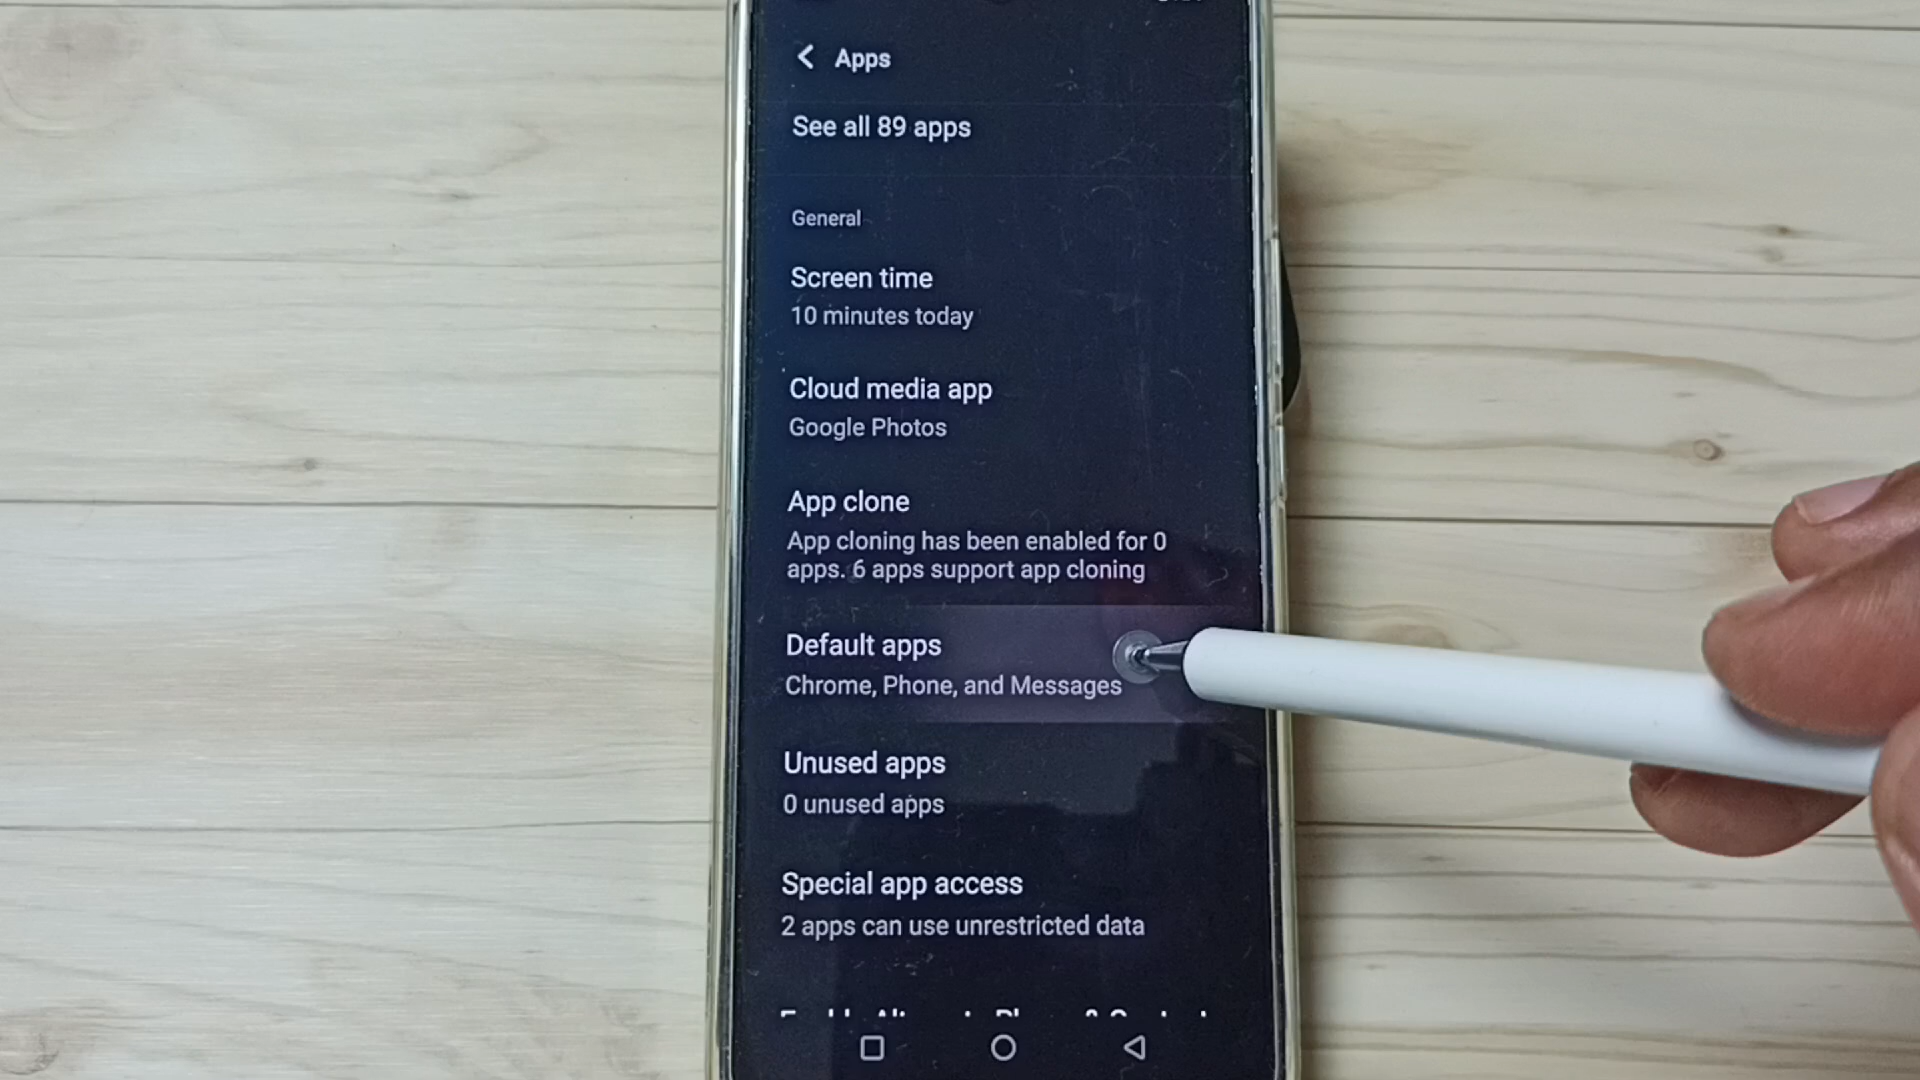 Apps
See all 89 apps
General
Screen time
10 minutes today
Cloud media app
Google Photos
App clone
App cloning has been enabled for 0
apps. 6 apps support app cloning
Default apps
Chrome, Phone, and Messages
Unused apps
0 unused apps
Special app access
2 apps can use unrestricted data